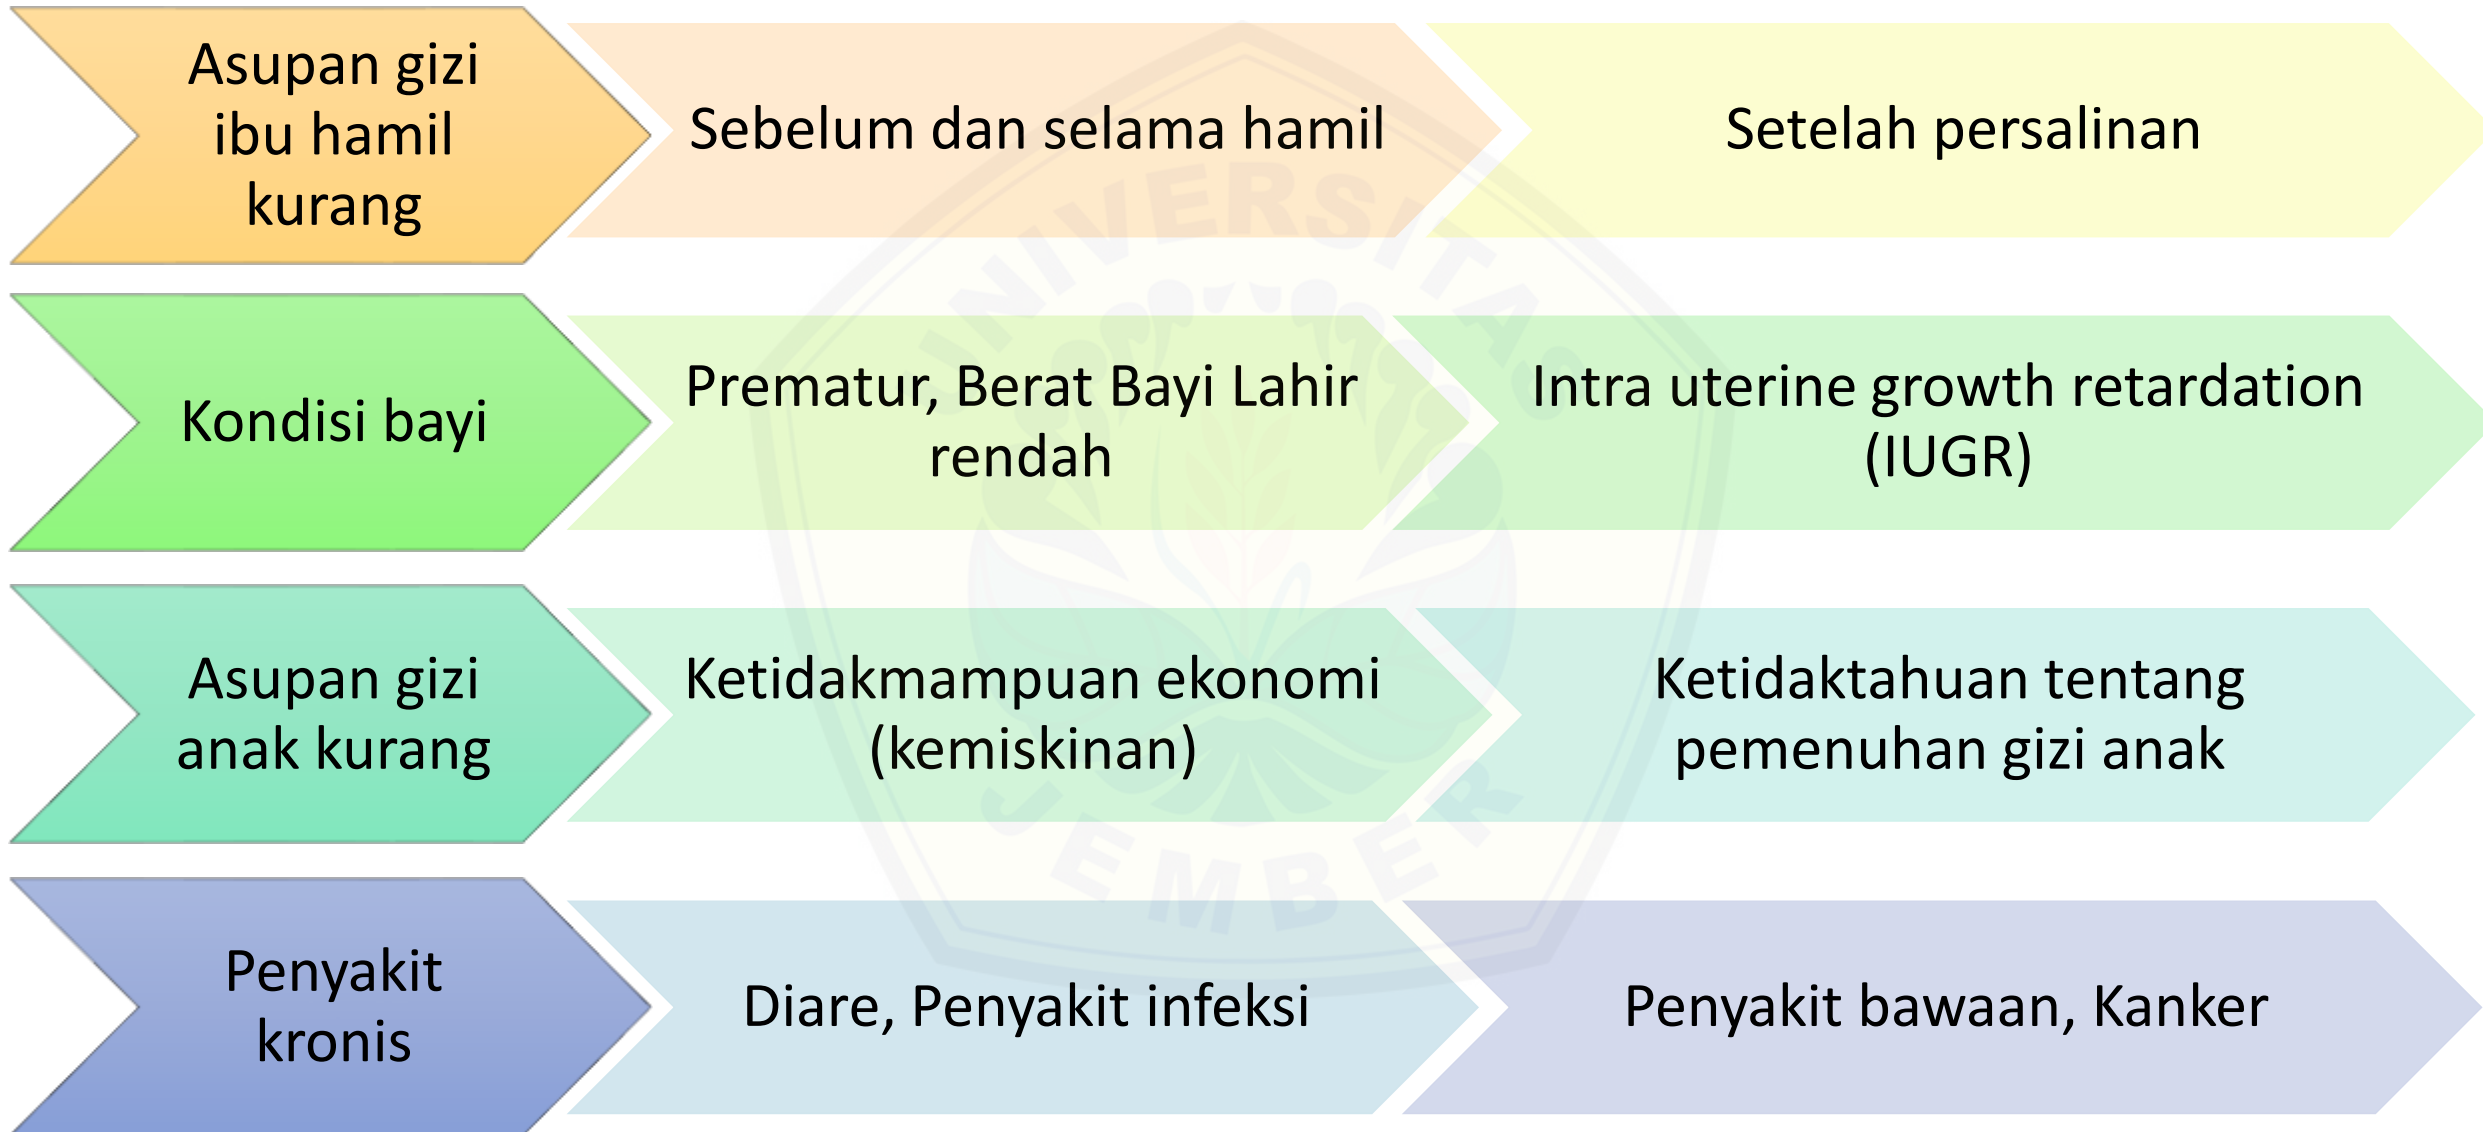 Asupan gizi
ibu hamil
kurang
Sebelum dan selama hamil
Setelah persalinan
Kondisi bayi
Prematur, Berat Bayi Lahir
rendah
Intra uterine growth retardation
(IUGR)
Asupan gizi
anak kurang
Ketidakmampuan ekonomi
(kemiskinan)
Ketidaktahuan tentang
pemenuhan gizi anak
Penyakit
kronis
Diare, Penyakit infeksi
Penyakit bawaan, Kanker
UNIVERSITAS
JEMBER